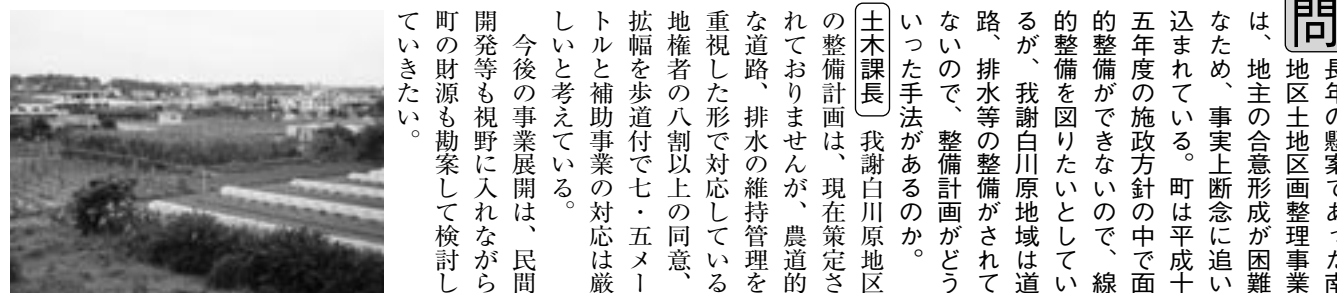 問
長年の懸案であった南
地区土地区画整理事業
は、地主の合意形成が困難
なため、事実上断念に追い
込まれている。町は平成十
五年度の施政方針の中で面
的整備ができないので、線
的整備を図りたいとしてい
るが、我謝白川原地域は道
路、排水等の整備がされて
ないので、整備計画がどう
いった手法があるのか。
土木課長 我謝白川原地区
の整備計画は、現在策定さ
れておりませんが、農道的
な道路、排水の維持管理を
重視した形で対応している
地権者の八割以上の同意、
拡幅を歩道付で七・五メー
トルと補助事業の対応は厳
しいと考えている。
今後の事業展開は、民間
開発等も視野に入れながら
町の財源も勘案して検討し
ていきたい。